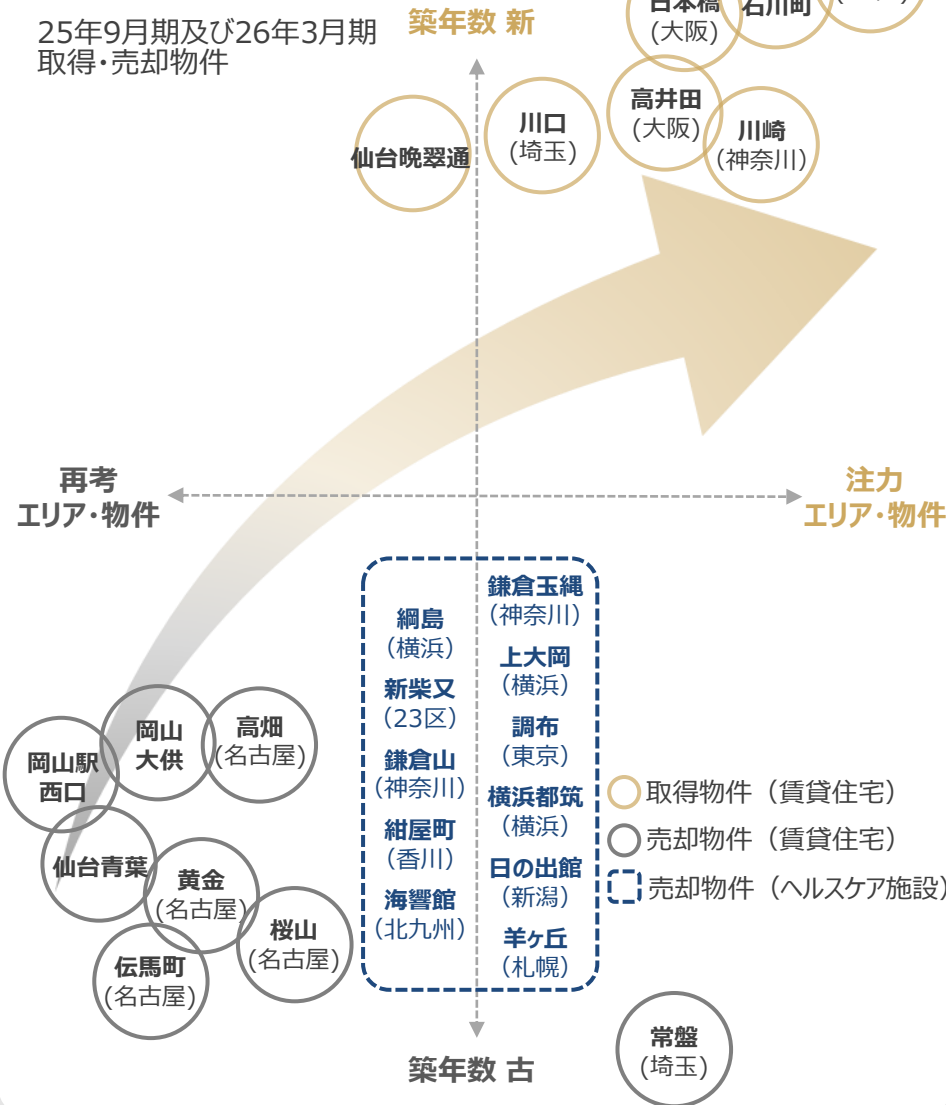 25年9月期及び26年3月期
取得・売却物件
築年数 新
日本橋
(大阪)
石川町
仙台晩翠通
川口
(埼玉)
高井田
(大阪)
川崎
(神奈川)
再考
エリア・物件
注力
エリア・物件
綱島
(横浜)
新柴又
(23区)
鎌倉山
(神奈川)
紺屋町
(香川)
海響館
(北九州)
鎌倉玉縄
(神奈川)
上大岡
(横浜)
調布
(東京)
横浜都筑
(横浜)
日の出館
(新潟)
羊ヶ丘
(札幌)
岡山駅
西口
岡山
大供
高畑
(名古屋)
仙台青葉
黄金
(名古屋)
桜山
(名古屋)
伝馬町
(名古屋)
取得物件（賃貸住宅）
売却物件（賃貸住宅）
売却物件（ヘルスケア施設）
築年数 古
常盤
(埼玉)